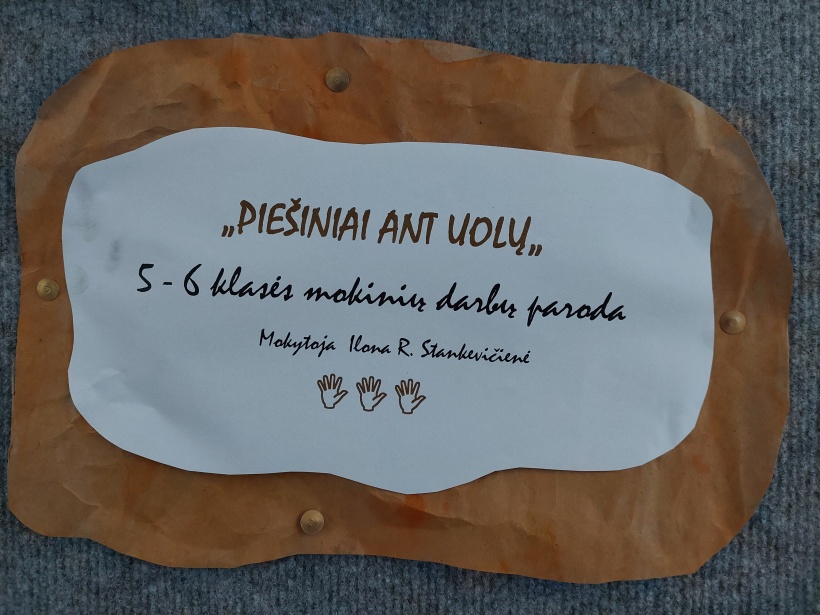 „PIEŠINIAI ANT UOLŲ„
5 - 6 klasės mokinių darbų paroda
Mokytoja Ilona R. Stankevičienė